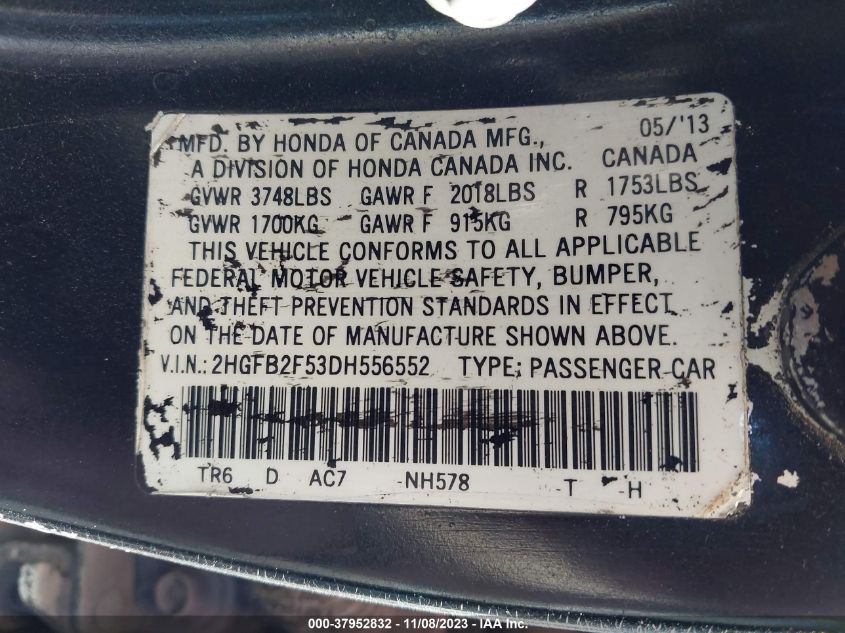 MFD. BY HONDA OF CANADA MFG., 05/'13
A DIVISION OF HONDA CANADA INC. CANADA
GVWR 3748LBS GAWR F 2018LBS R 1753LBS
GVWR 1700KG GAWR F 915KG R 795KG
THIS VEHICLE CONFORMS TO ALL APPLICABLE
FEDERAL MOTOR VEHICLE SAFETY, BUMPER,
AND THEFT PREVENTION STANDARDS IN EFFECT
ON THE DATE OF MANUFACTURE SHOWN ABOVE.
V.I.N.: 2HGFB2F53DH556552 TYPE: PASSENGER CAR
TR6 D AC7 NH578 T H
000-37952832 - 11/08/2023 - IAA Inc.